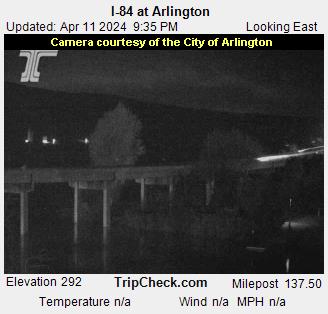 I-84 at Arlington
Updated: Apr 11 2024 9:35 PM Looking East
Camera courtesy of the City of Arlington
Elevation 292 TripCheck.com Milepost 137.50
Temperature n/a Wind n/a MPH n/a